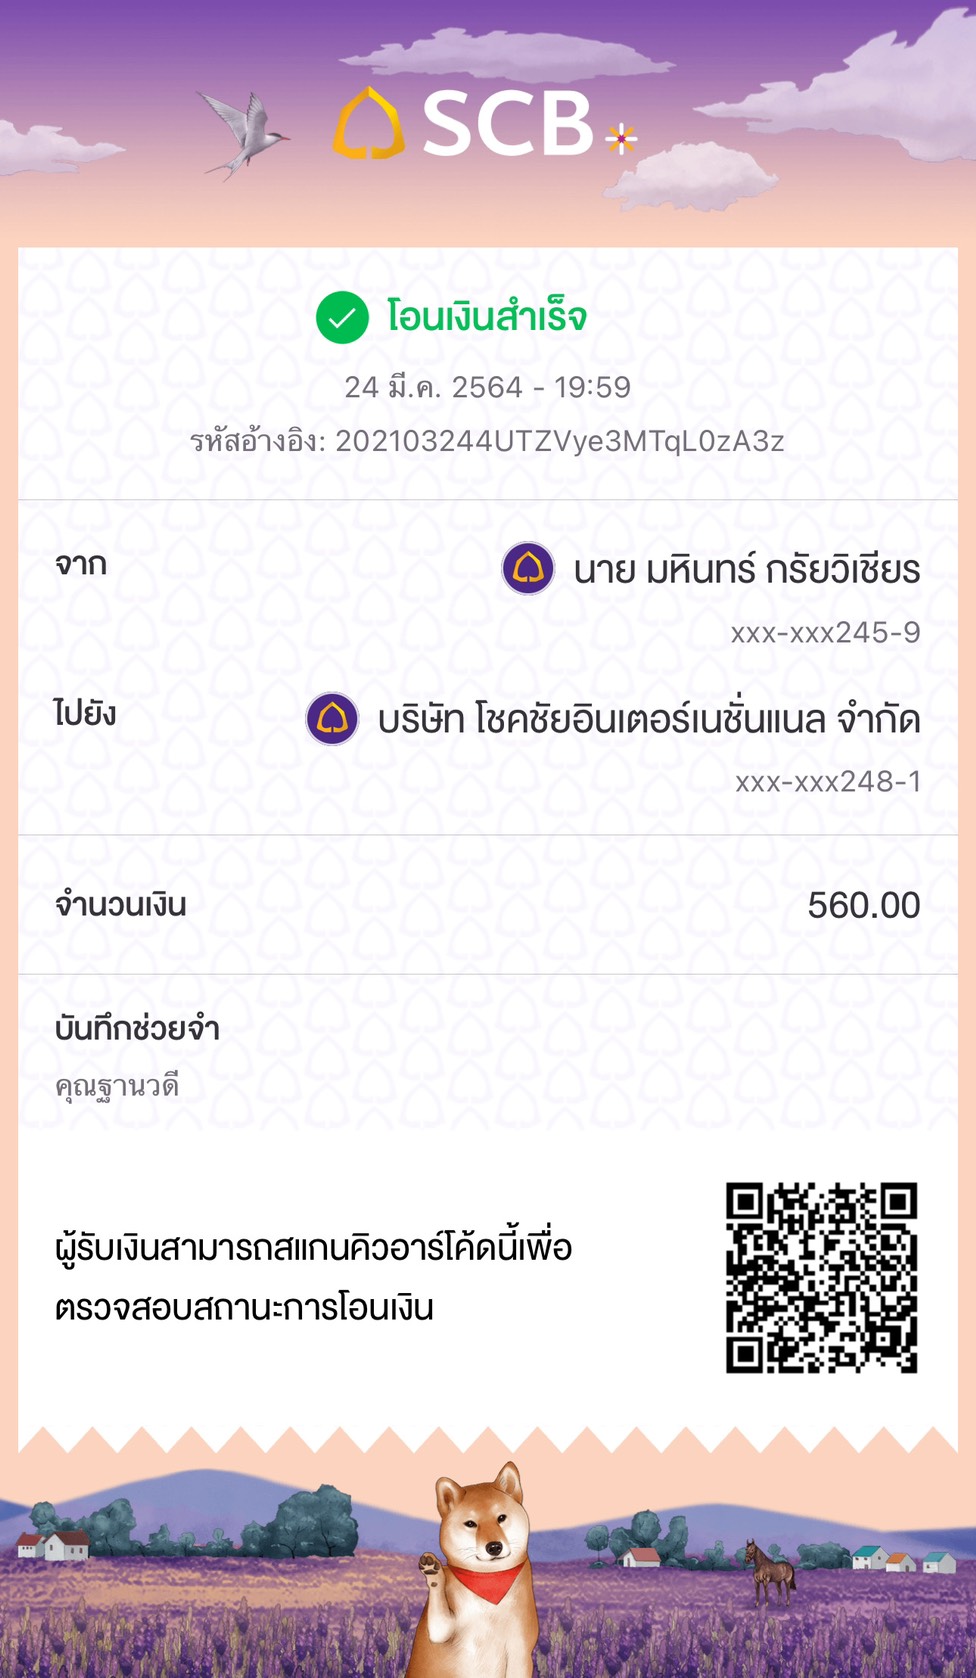 SCB
โอนเงินสำเร็จ
24 มี.ค. 2564 - 19:59
รหัสอ้างอิง: 202103244UTZVye3MTqL0zA3z
จาก
นาย มหินทร์ กรัยวิเชียร
xxx-xxx245-9
ไปยัง
บริษัท โชคชัยอินเตอร์เนชั่นแนล จำกัด
xxx-xxx248-1
จำนวนเงิน
560.00
บันทึกช่วยจำ
คุณฐานวดี
ผู้รับเงินสามารถสแกนคิวอาร์โค้ดนี้เพื่อ
ตรวจสอบสถานะการโอนเงิน